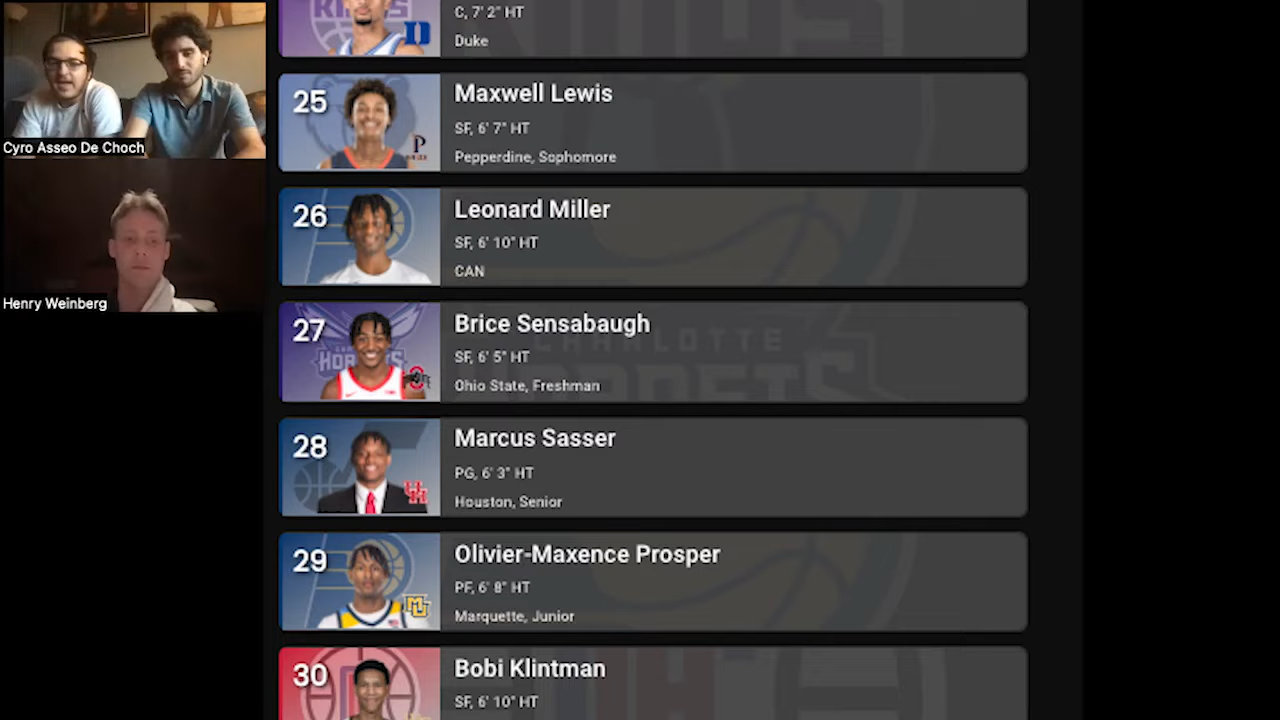 C, 7' 2" HT
Duke
Cyro Asseo De Choch
Henry Weinberg
25
Maxwell Lewis
SF, 6' 7" HT
Pepperdine, Sophomore
26
Leonard Miller
SF, 6' 10" HT
CAN
27
Brice Sensabaugh
SF, 6' 5" HT
Ohio State, Freshman
CHARLOTTE
HORNETS
28
Marcus Sasser
PG, 6' 3" HT
Houston, Senior
29
Olivier-Maxence Prosper
PF, 6' 8" HT
Marquette, Junior
30
Bobi Klintman
SF, 6' 10" HT